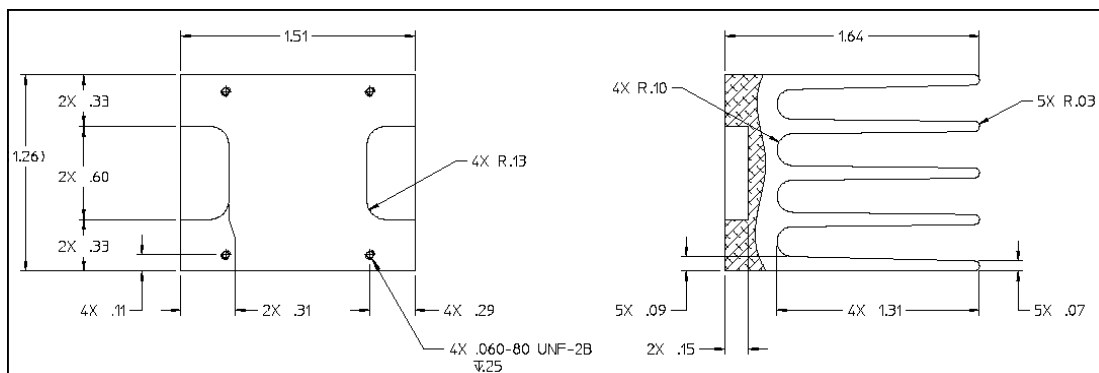 1.51
2X .33
1.26)
2X .60
2X .33
4X R.13
4X .11
2X .31
4X .29
4X .060-80 UNF-2B
↧.25
1.64
4X R.10
5X R.03
5X .09
4X 1.31
5X .07
2X .15